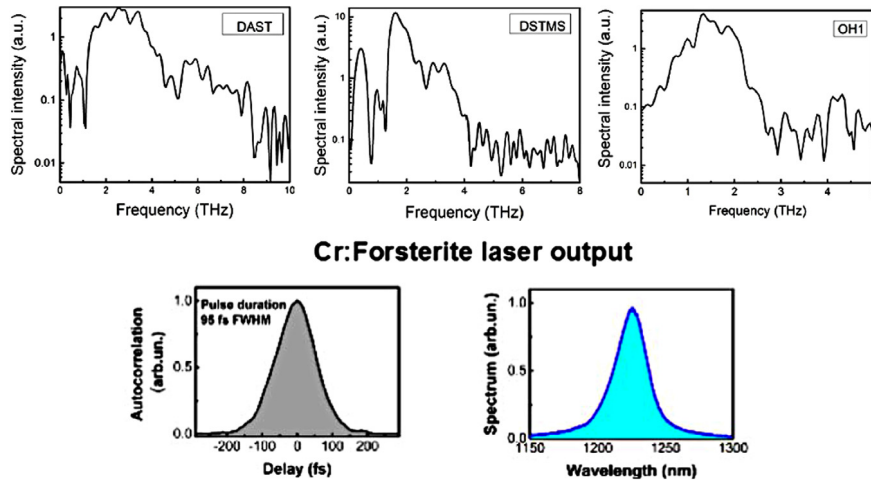 DAST
Spectral intensity (a.u.)
1
0.1
0.01
0 2 4 6 8 10
Frequency (THz)
DSTMS
Spectral intensity (a.u.)
10
1
0.1
0 2 4 6 8
Frequency (THz)
OH1
Spectral intensity (a.u.)
1
0.1
0.01
0 1 2 3 4
Frequency (THz)
Cr:Forsterite laser output
Pulse duration
95 fs FWHM
Autocorrelation
(arb.un.)
1.0
0.5
0.0
-200 -100 0 100 200
Delay (fs)
Spectrum (arb.un.)
1.0
0.5
0.0
1150 1200 1250 1300
Wavelength (nm)